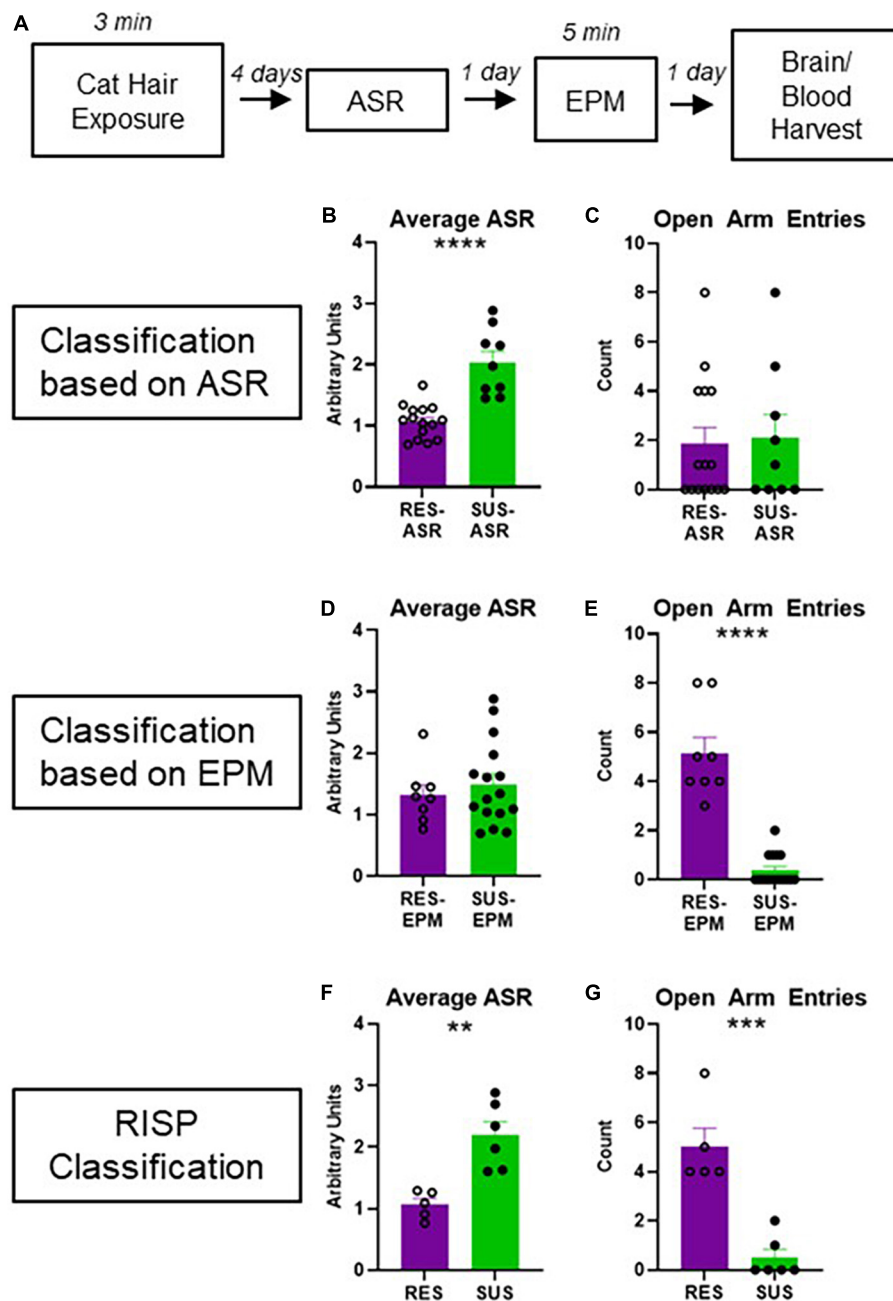 A
3 min
5 min
4 days
1 day
1 day
Cat Hair
Exposure
ASR
EPM
Brain/
Blood
Harvest
Classification
based on ASR
B
Average ASR
****
Arbitrary Units
4
3
2
1
0
RES-
ASR
SUS-
ASR
C
Open Arm Entries
Count
10
8
6
4
2
0
RES-
ASR
SUS-
ASR
Classification
based on EPM
D
Average ASR
Arbitrary Units
4
3
2
1
0
RES-
EPM
SUS-
EPM
E
Open Arm Entries
****
Count
10
8
6
4
2
0
RES-
EPM
SUS-
EPM
RISP
Classification
F
Average ASR
**
Arbitrary Units
4
3
2
1
0
RES
SUS
G
Open Arm Entries
***
Count
10
8
6
4
2
0
RES
SUS